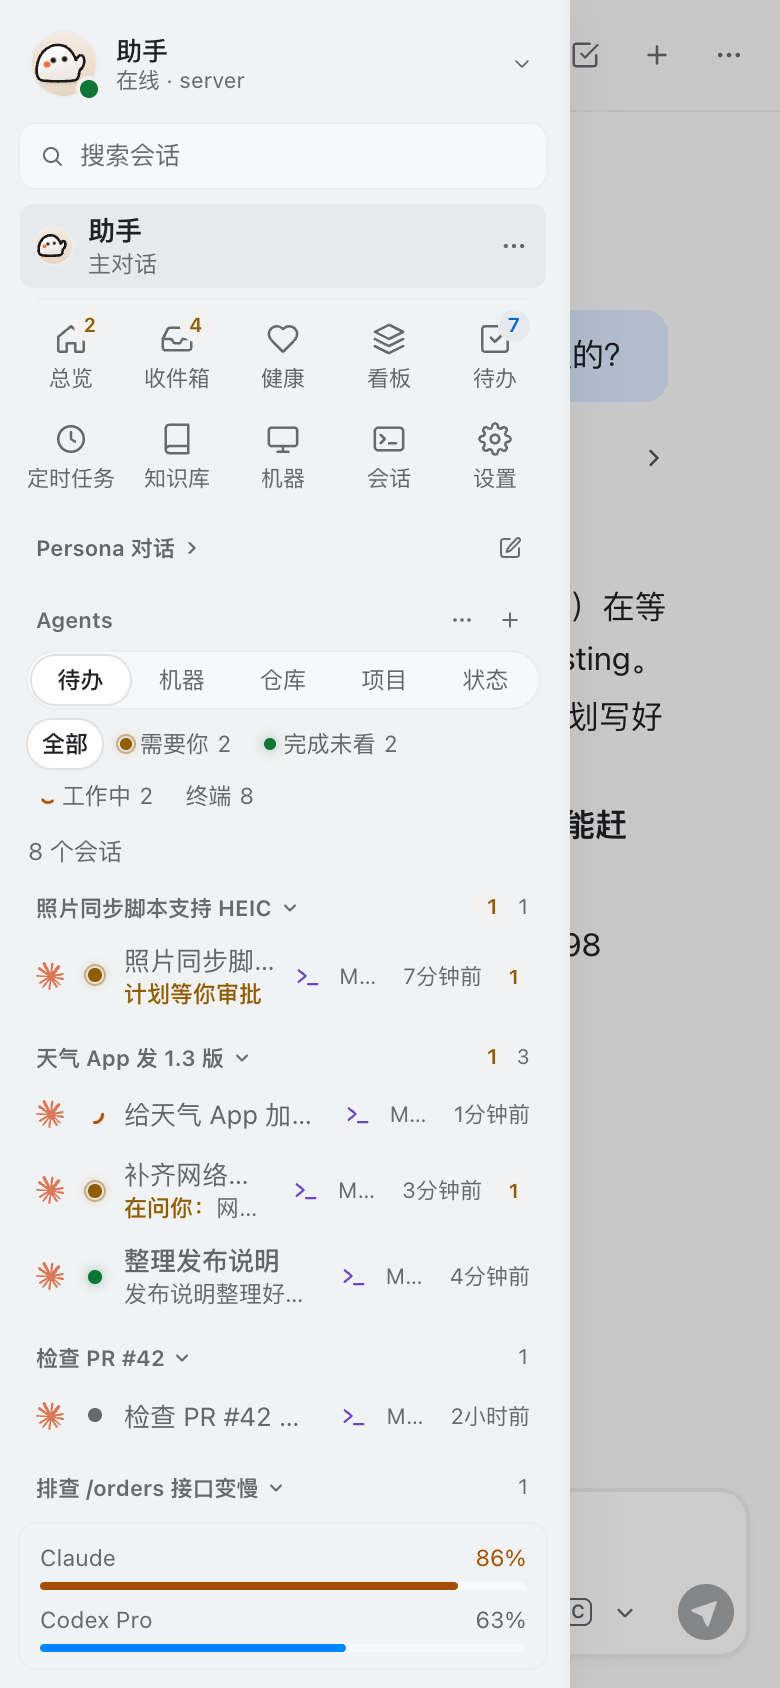 助手
在线 · server
搜索会话
助手
主对话
2
4
7
总览
收件箱
健康
看板
待办
定时任务
知识库
机器
会话
设置
Persona 对话
Agents
待办
机器
仓库
项目
状态
全部
需要你 2
完成未看 2
工作中 2
终端 8
8 个会话
照片同步脚本支持 HEIC
1 1
照片同步脚... M... 7分钟前 1
计划等你审批
天气 App 发 1.3 版
1 3
给天气 App 加... M... 1分钟前
补齐网络... M... 3分钟前 1
在问你：网...
整理发布说明 M... 4分钟前
发布说明整理好...
检查 PR #42
1
检查 PR #42 ... M... 2小时前
排查 /orders 接口变慢
1
Claude 86%
Codex Pro 63%
的?
）在等
sting。
划写好
能赶
98
C